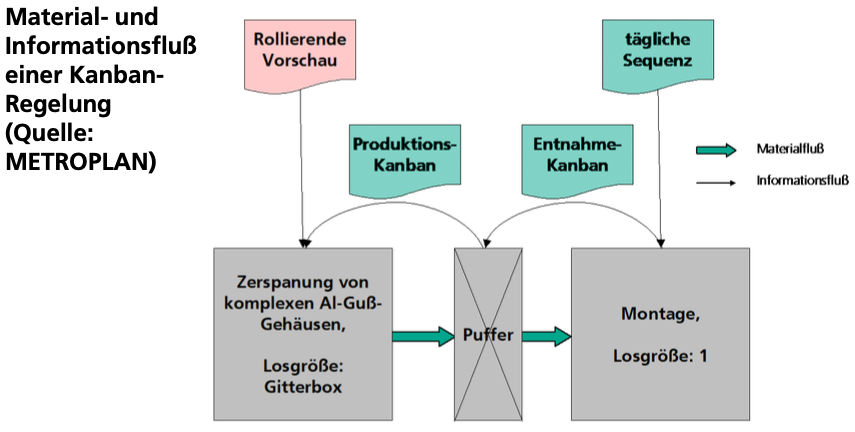 Material- und
Informationsfluß
einer Kanban-
Regelung
(Quelle:
METROPLAN)
Rollierende
Vorschau
tägliche
Sequenz
Produktions-
Kanban
Entnahme-
Kanban
Materialfluß
Informationsfluß
Zerspanung von
komplexen Al-Guß-
Gehäusen,
Losgröße:
Gitterbox
Puffer
Montage,
Losgröße: 1